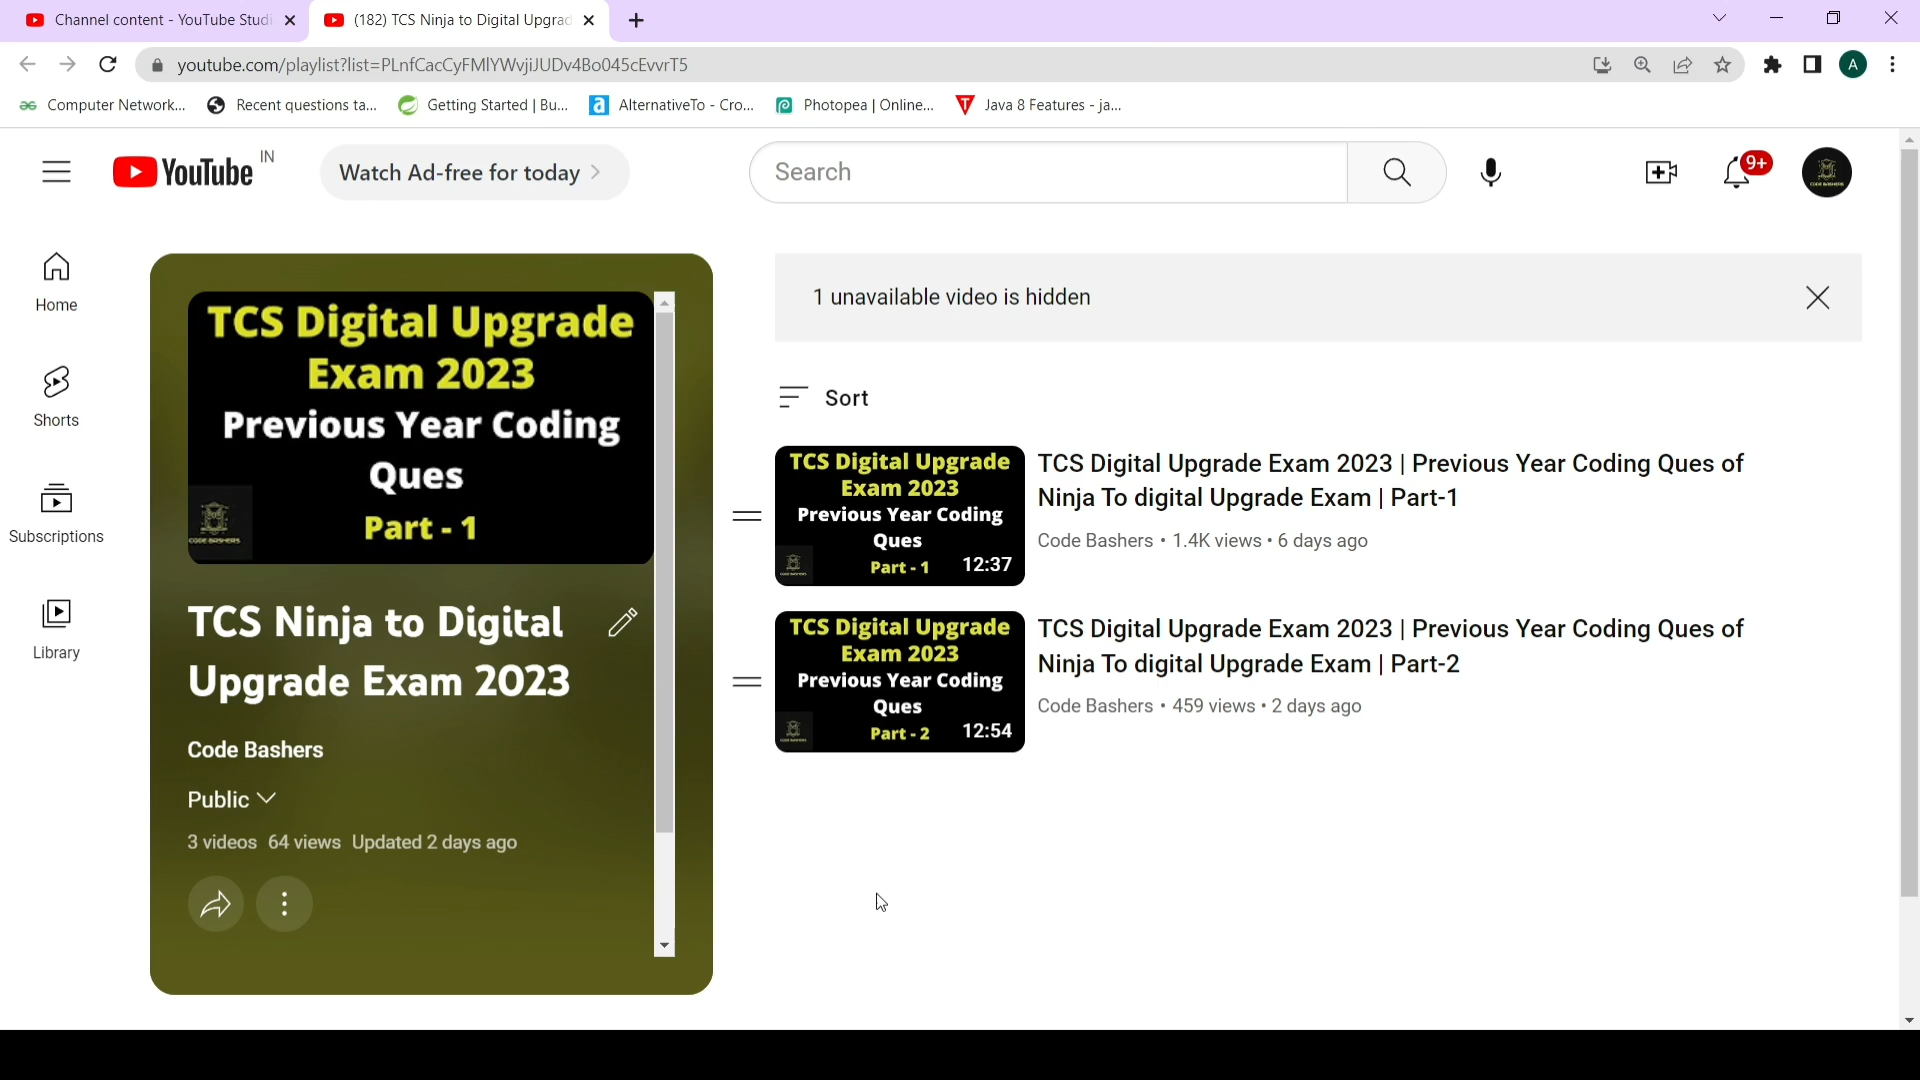 Channel content - YouTube Studi
(182) TCS Ninja to Digital Upgrad
youtube.com/playlist?list=PLnfCacCyFMlYWvjiJUDv4Bo045cEvvrT5
A
Computer Network...
Recent questions ta...
Getting Started | Bu...
AlternativeTo - Cro...
Photopea | Online...
Java 8 Features - ja...
YouTube IN
Watch Ad-free for today
Search
9+
CODE BASHERS
Home
Shorts
Subscriptions
Library
TCS Digital Upgrade
Exam 2023
Previous Year Coding
Ques
Part - 1
CODE BASHERS
TCS Ninja to Digital
Upgrade Exam 2023
Code Bashers
Public
3 videos 64 views Updated 2 days ago
1 unavailable video is hidden
Sort
TCS Digital Upgrade
Exam 2023
Previous Year Coding
Ques
Part - 1
12:37
CODE BASHERS
TCS Digital Upgrade Exam 2023 | Previous Year Coding Ques of
Ninja To digital Upgrade Exam | Part-1
Code Bashers • 1.4K views • 6 days ago
TCS Digital Upgrade
Exam 2023
Previous Year Coding
Ques
Part - 2
12:54
CODE BASHERS
TCS Digital Upgrade Exam 2023 | Previous Year Coding Ques of
Ninja To digital Upgrade Exam | Part-2
Code Bashers • 459 views • 2 days ago